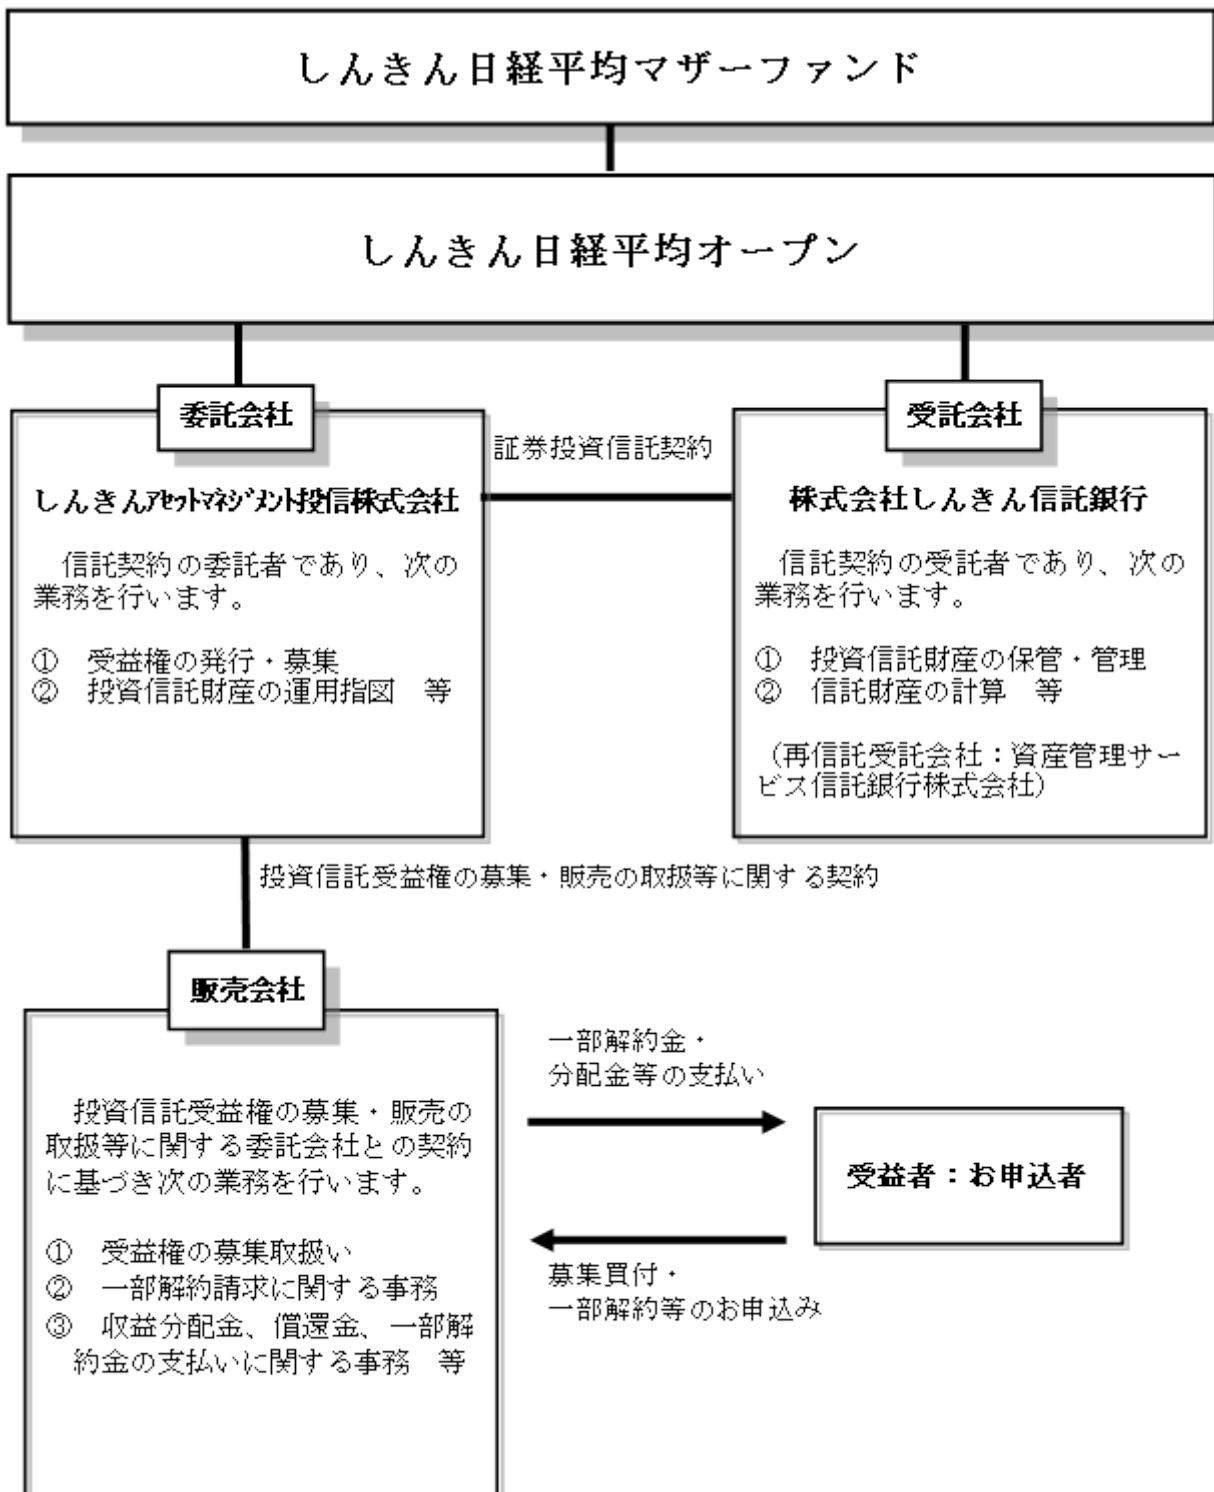 しんきん日経平均マザーファンド
しんきん日経平均オープン
委託会社
しんきんｱｾｯﾄﾏﾈｼﾞﾒﾝﾄ投信株式会社
信託契約の委託者であり、次の
業務を行います。
① 受益権の発行・募集
② 投資信託財産の運用指図 等
証券投資信託契約
受託会社
株式会社しんきん信託銀行
信託契約の受託者であり、次の
業務を行います。
① 投資信託財産の保管・管理
② 信託財産の計算 等
（再信託受託会社：資産管理サー
ビス信託銀行株式会社）
投資信託受益権の募集・販売の取扱等に関する契約
販売会社
投資信託受益権の募集・販売の
取扱等に関する委託会社との契約
に基づき次の業務を行います。
① 受益権の募集取扱い
② 一部解約請求に関する事務
③ 収益分配金、償還金、一部解
約金の支払いに関する事務 等
一部解約金・
分配金等の支払い
受益者：お申込者
募集買付・
一部解約等のお申込み